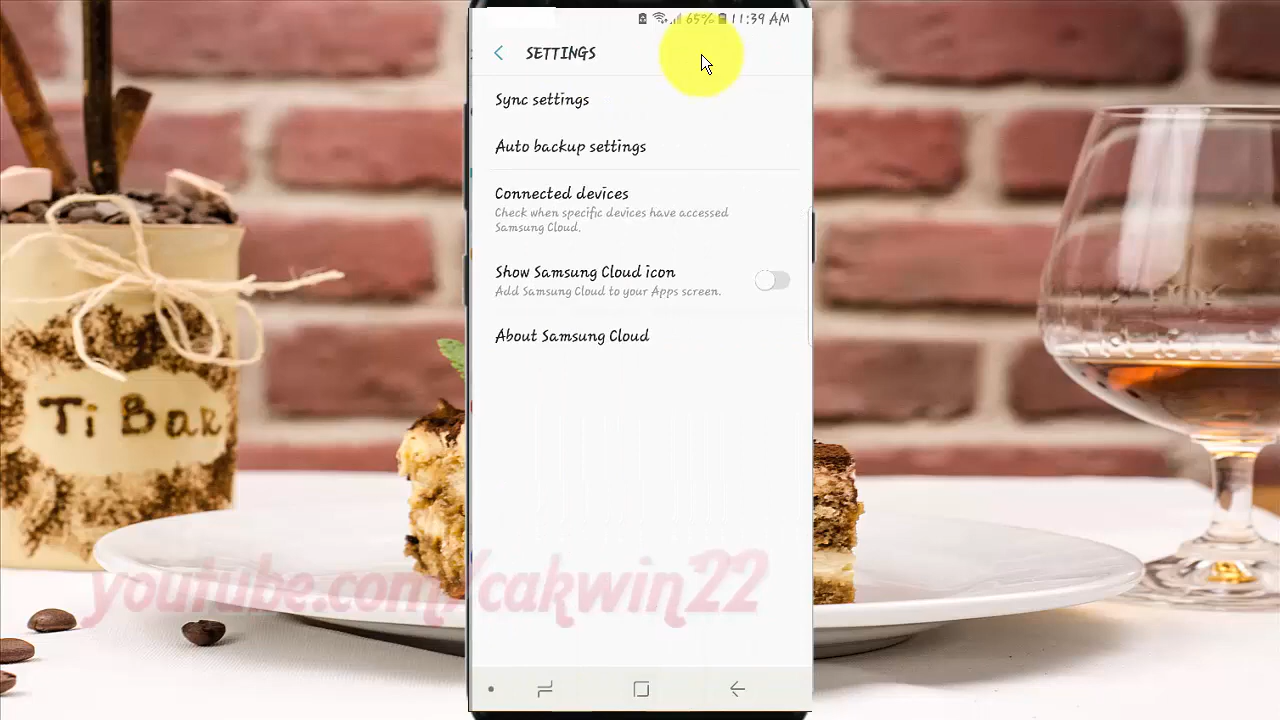 65% 11:39 AM
SETTINGS
Sync settings
Auto backup settings
Connected devices
Check when specific devices have accessed
Samsung Cloud.
Show Samsung Cloud icon
Add Samsung Cloud to your Apps screen.
About Samsung Cloud
Ti Bar
youtube.com/cakwin22